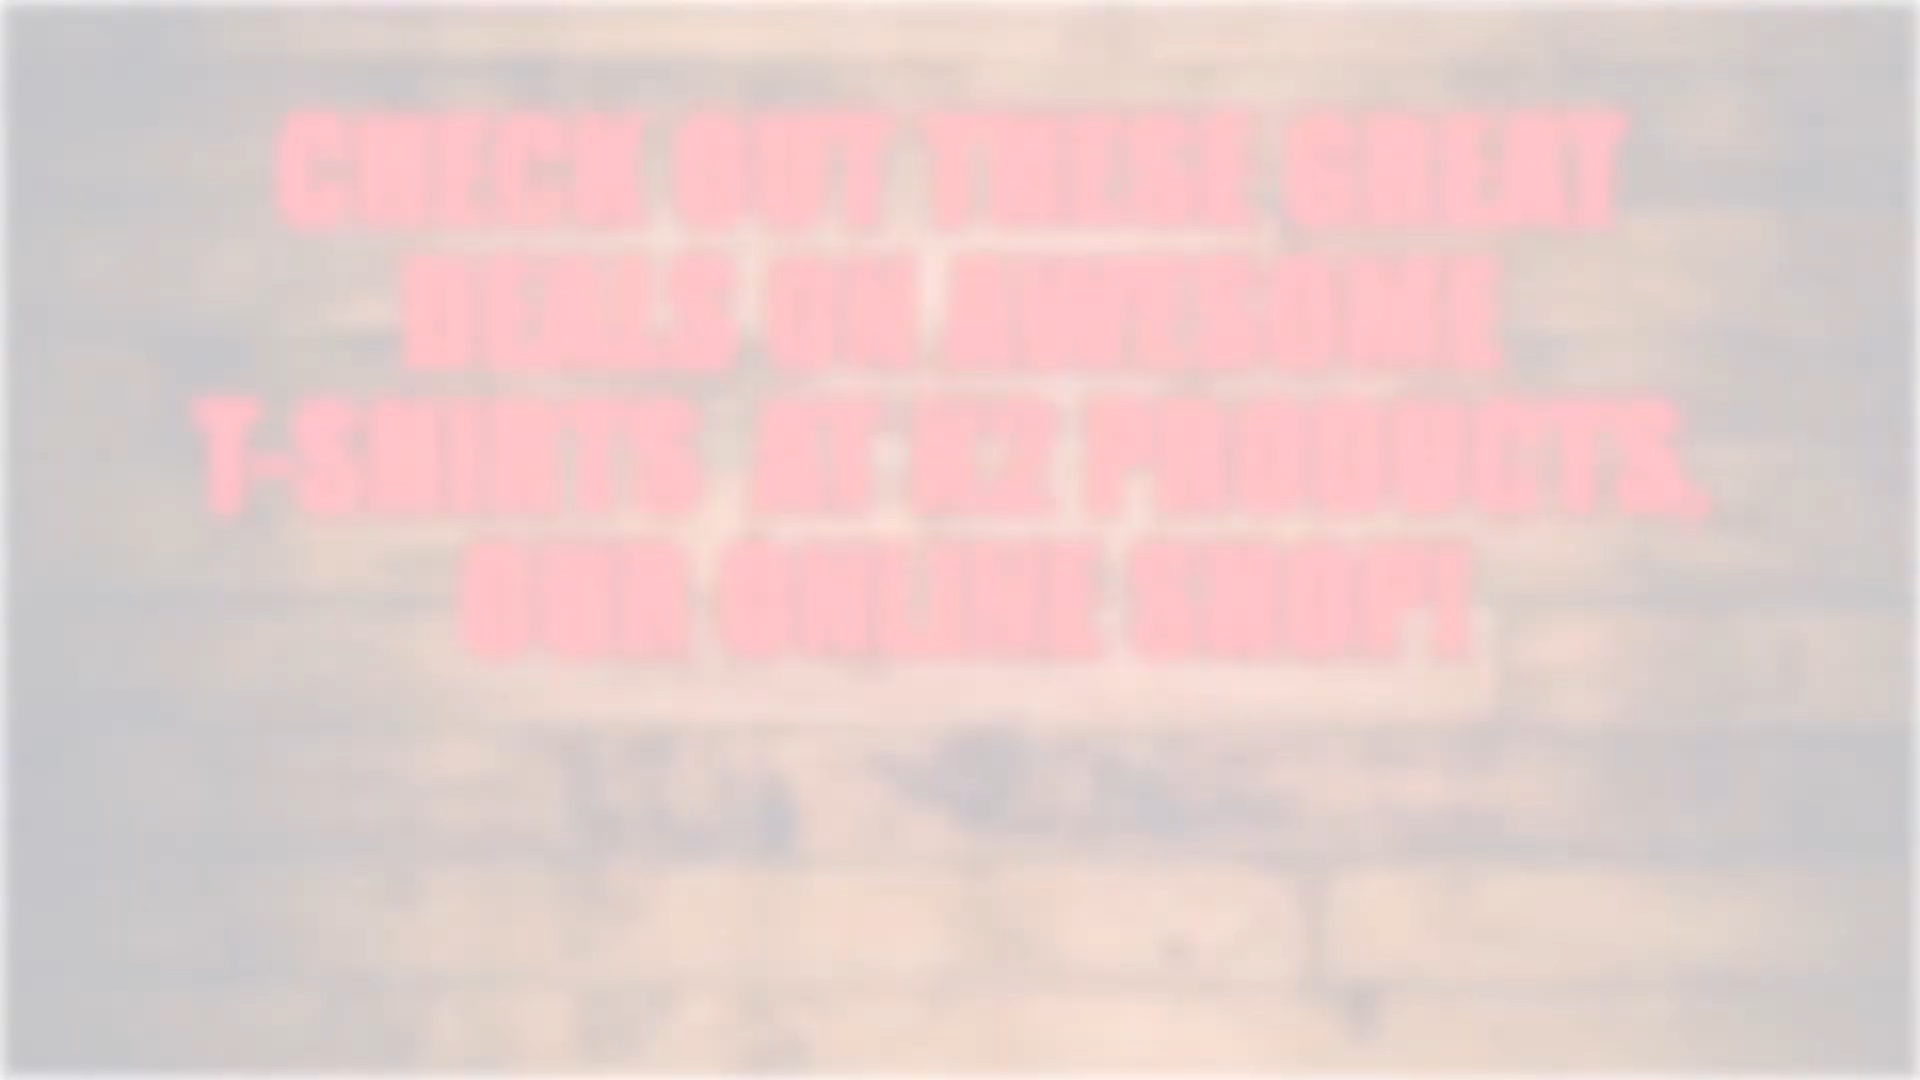 CHECK OUT THESE GREAT
DEALS ON AWESOME
T-SHIRTS AT PRODUCTS,
OUR ONLINE SHOP!